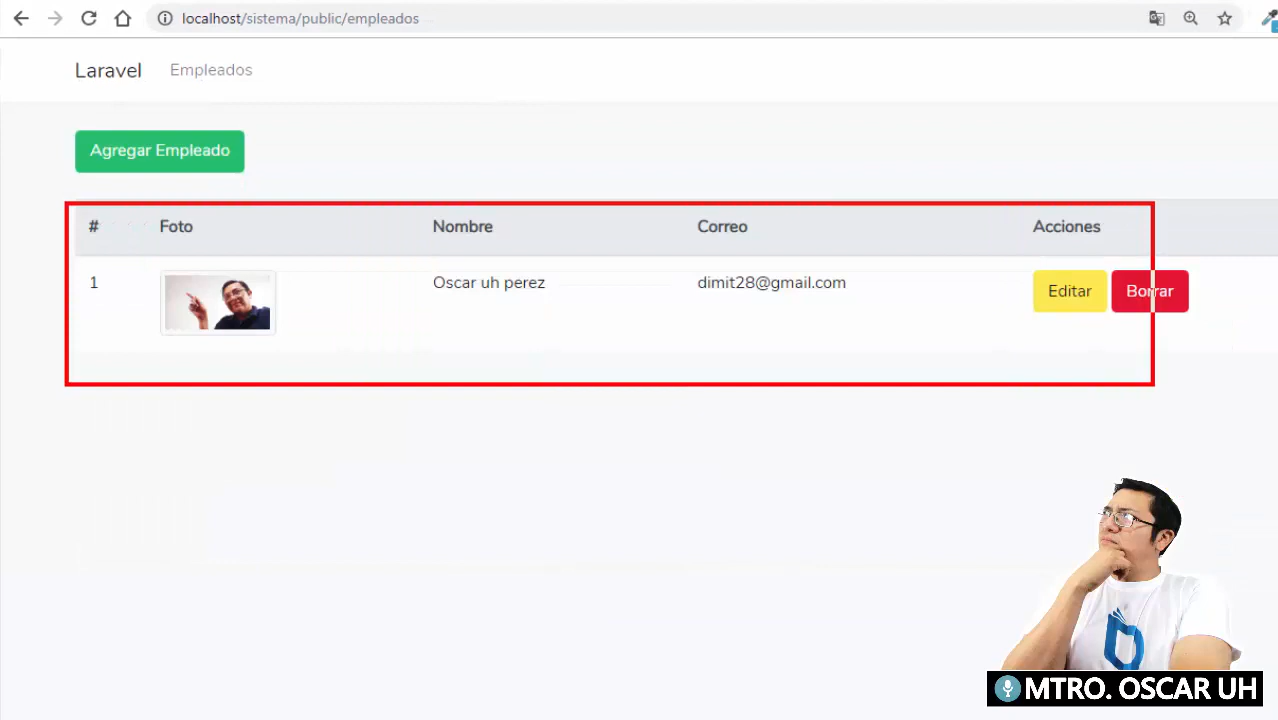 localhost/sistema/public/empleados
Laravel Empleados
Agregar Empleado
# Foto Nombre Correo Acciones
1 Oscar uh perez dimit28@gmail.com Editar Borrar
MTRO. OSCAR UH